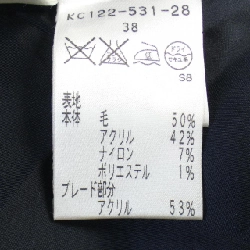 KC122-531-28
38
ドライ
セキユ系
S8
表地
本体 毛 50%
アクリル 42%
ナイロン 7%
ポリエステル 1%
ブレード部分
アクリル 53%